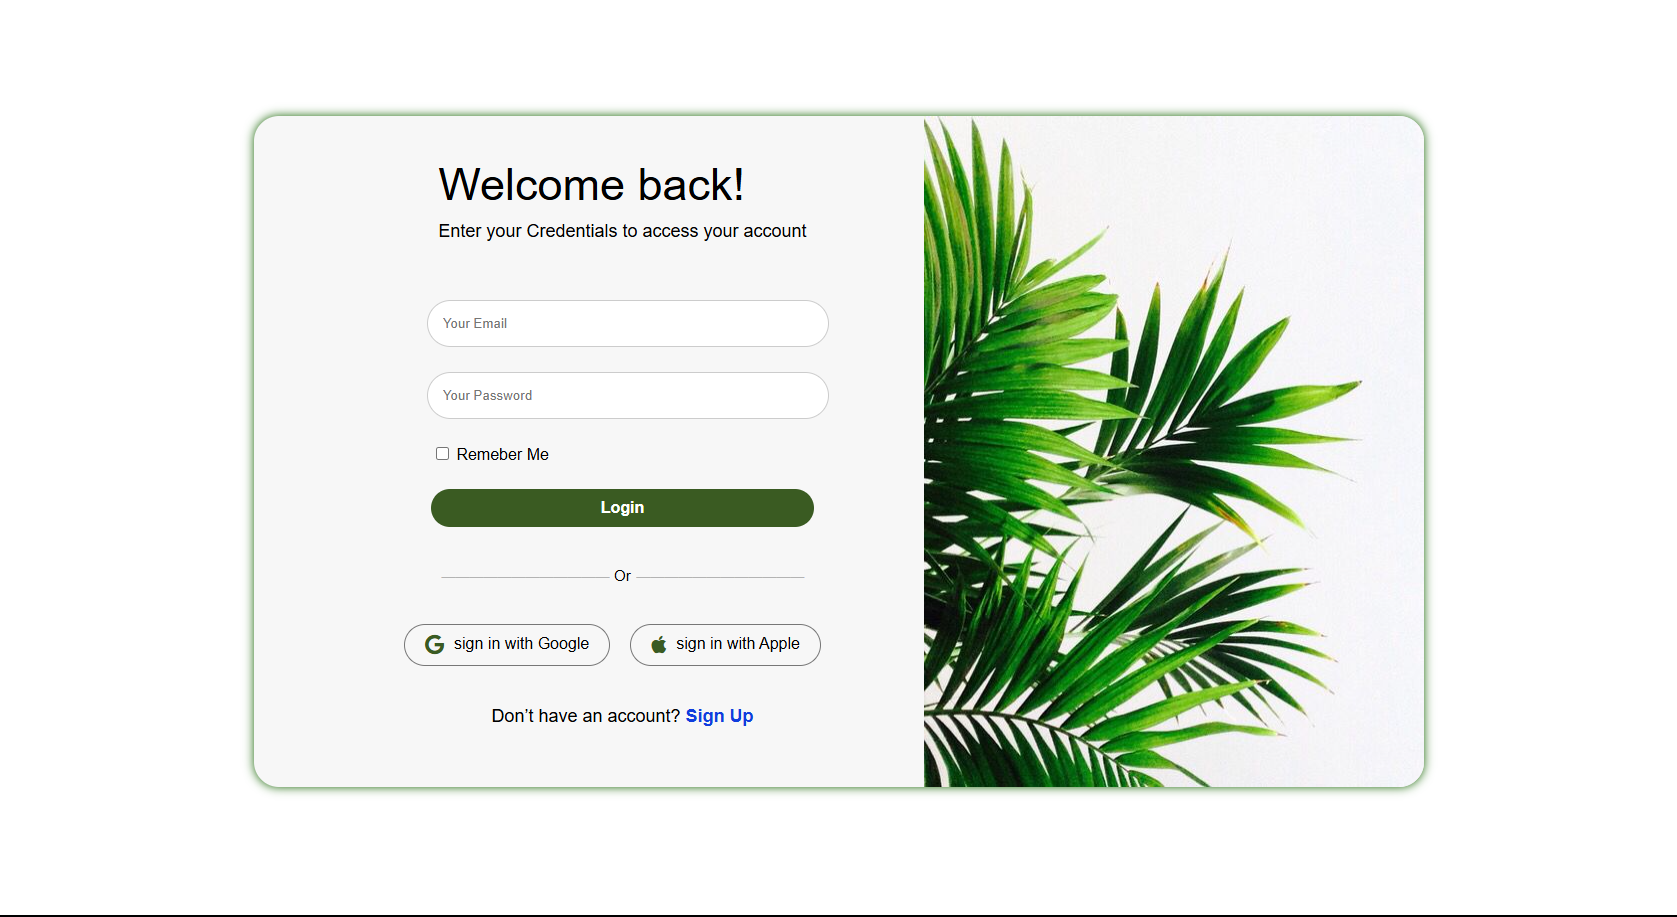 Welcome back!
Enter your Credentials to access your account
Your Email
Your Password
Remeber Me
Login
Or
sign in with Google
sign in with Apple
Don’t have an account? Sign Up